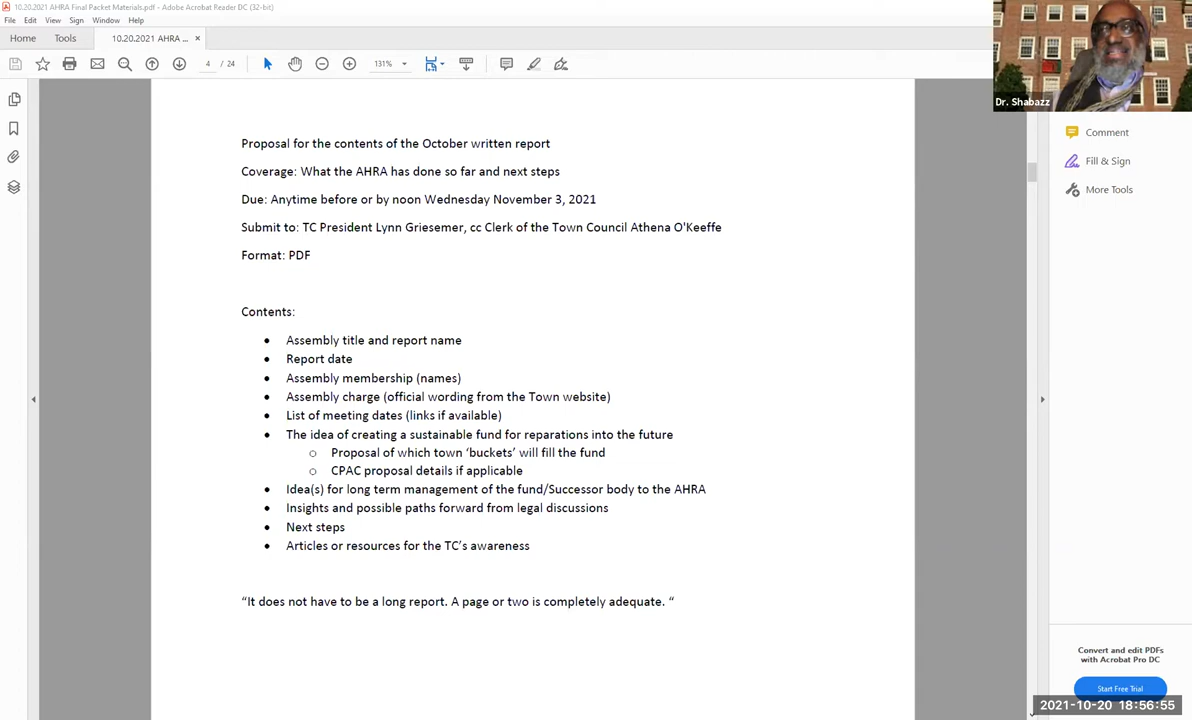 10.20.2021 AHRA Final Packet Materials.pdf - Adobe Acrobat Reader DC (32-bit)
File Edit View Sign Window Help
Home Tools 10.20.2021 AHRA ... ×
4 / 24 131%
Dr. Shabazz
Proposal for the contents of the October written report
Coverage: What the AHRA has done so far and next steps
Due: Anytime before or by noon Wednesday November 3, 2021
Submit to: TC President Lynn Griesemer, cc Clerk of the Town Council Athena O'Keeffe
Format: PDF
Contents:
• Assembly title and report name
• Report date
• Assembly membership (names)
• Assembly charge (official wording from the Town website)
• List of meeting dates (links if available)
• The idea of creating a sustainable fund for reparations into the future
○ Proposal of which town ‘buckets’ will fill the fund
○ CPAC proposal details if applicable
• Idea(s) for long term management of the fund/Successor body to the AHRA
• Insights and possible paths forward from legal discussions
• Next steps
• Articles or resources for the TC’s awareness
“It does not have to be a long report. A page or two is completely adequate. “
Comment
Fill & Sign
More Tools
Convert and edit PDFs
with Acrobat Pro DC
Start Free Trial
2021-10-20 18:56:55